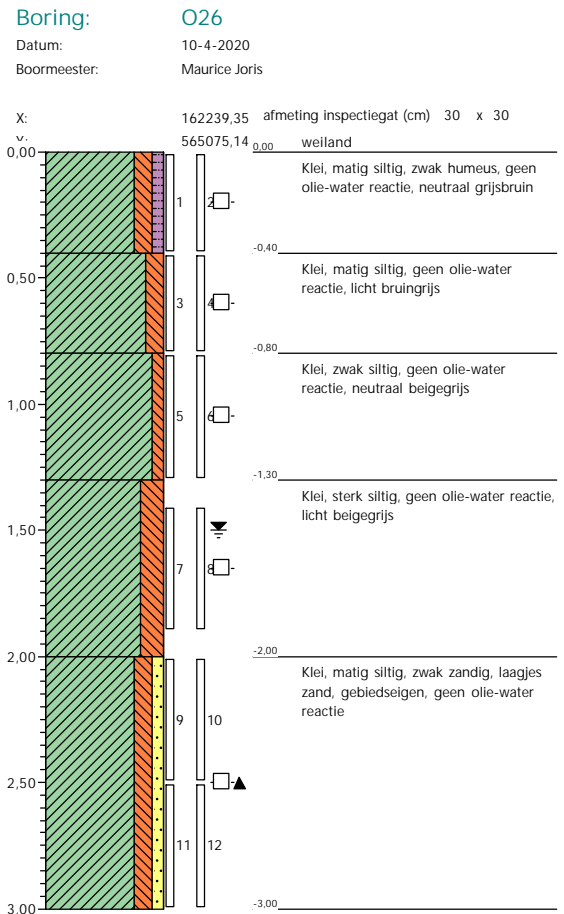 Boring: O26
Datum: 10-4-2020
Boormeester: Maurice Joris
X: 162239,35 afmeting inspectiegat (cm) 30 x 30
Y: 565075,14 weiland
0,00 0,00
Klei, matig siltig, zwak humeus, geen
olie-water reactie, neutraal grijsbruin
1 2
-0,40
Klei, matig siltig, geen olie-water
reactie, licht bruingrijs
0,50
3 4
-0,80
Klei, zwak siltig, geen olie-water
reactie, neutraal beigegrijs
1,00
5 6
-1,30
Klei, sterk siltig, geen olie-water reactie,
licht beigegrijs
1,50
7 8
2,00 -2,00
Klei, matig siltig, zwak zandig, laagjes
zand, gebiedseigen, geen olie-water
reactie
9 10
2,50
11 12
3,00 -3,00